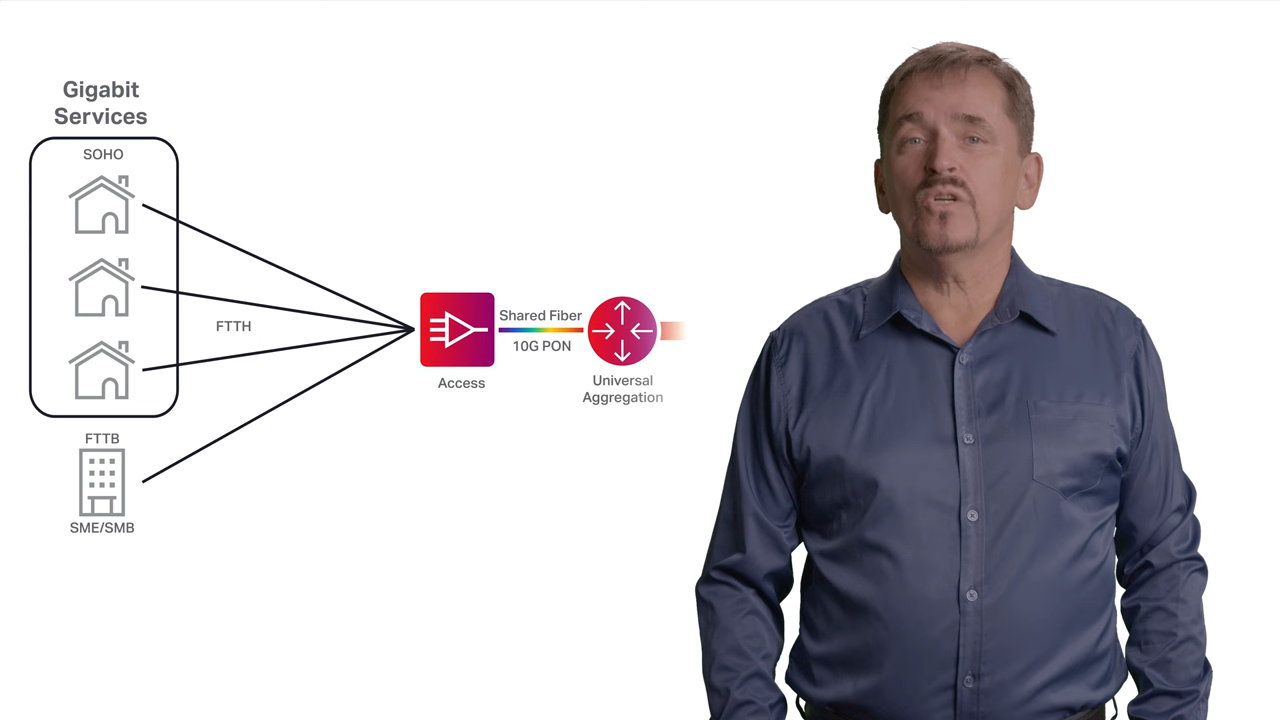 Gigabit
Services
SOHO
FTTH
FTTB
SME/SMB
Access
Shared Fiber
10G PON
Universal
Aggregation